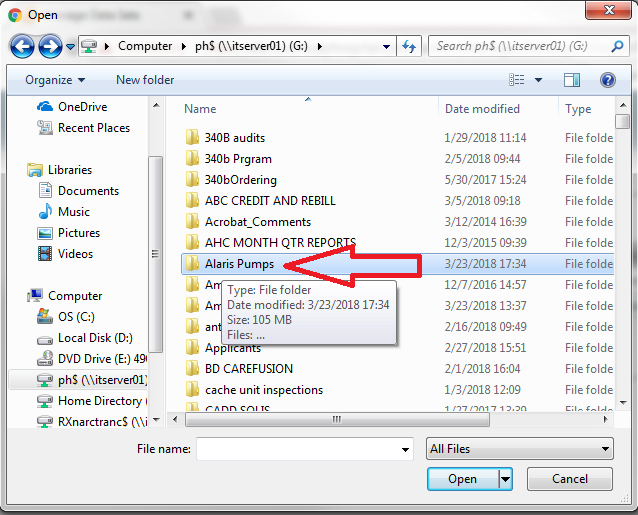 Open
Computer ph$ (\\itserver01) (G:)
Search ph$ (\\itserver01) (G:)
Organize New folder
Name Date modified Type
OneDrive
Recent Places
Libraries
Documents
Music
Pictures
Videos
Computer
OS (C:)
Local Disk (D:)
DVD Drive (E:) 490
ph$ (\\itserver01)
Home Directory (
RXnarctranc$ (\\
340B audits 1/29/2018 11:14 File folde
340b Prgram 2/5/2018 09:44 File folde
340bOrdering 5/30/2017 15:24 File folde
ABC CREDIT AND REBILL 3/5/2018 09:18 File folde
Acrobat_Comments 3/12/2014 16:39 File folde
AHC MONTH QTR REPORTS 12/3/2015 09:39 File folde
Alaris Pumps 3/23/2018 17:34 File folde
Am 12/7/2016 14:57 File folde
Am 3/23/2018 13:37 File folde
ant 2/16/2018 09:49 File folde
Applicants 2/27/2018 15:51 File folde
BD CAREFUSION 2/1/2018 16:04 File folde
cache unit inspections 1/3/2018 12:09 File folde
CADD SOLIS 1/27/2017 13:39 File folde
Type: File folder
Date modified: 3/23/2018 17:34
Size: 105 MB
Files: ...
File name: All Files
Open Cancel